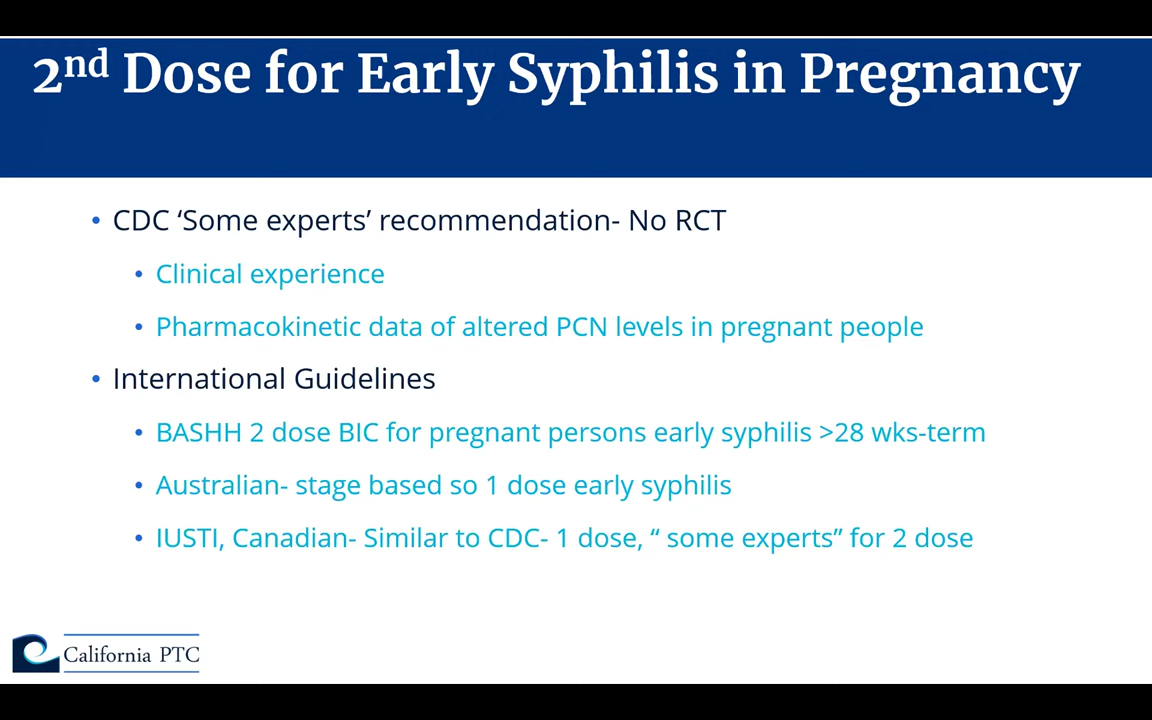 2nd Dose for Early Syphilis in Pregnancy
• CDC ‘Some experts’ recommendation- No RCT
• Clinical experience
• Pharmacokinetic data of altered PCN levels in pregnant people
• International Guidelines
• BASHH 2 dose BIC for pregnant persons early syphilis >28 wks-term
• Australian- stage based so 1 dose early syphilis
• IUSTI, Canadian- Similar to CDC- 1 dose, “ some experts” for 2 dose
California PTC